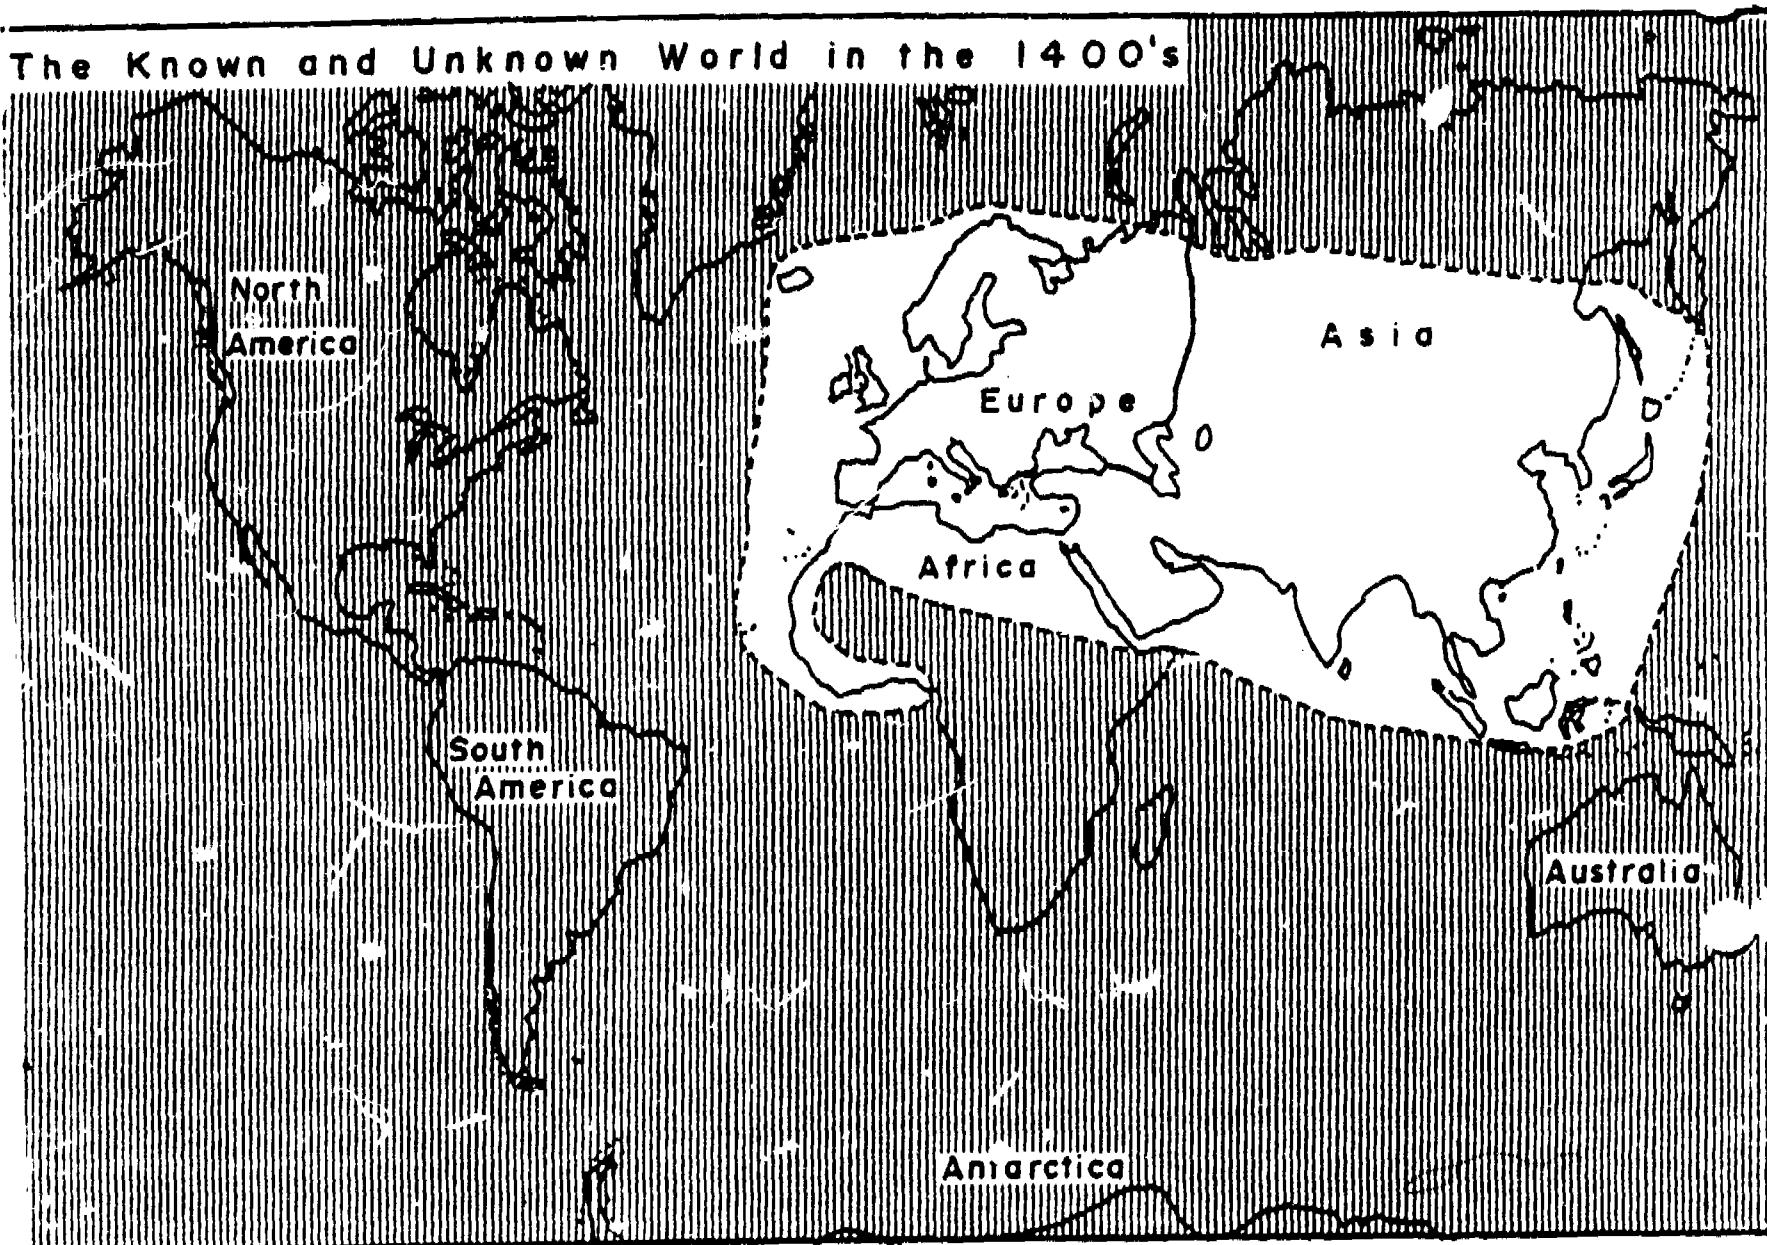 The Known and Unknown World in the 1400's
North
America
Asia
Europe
Africa
South
America
Australia
Antarctica